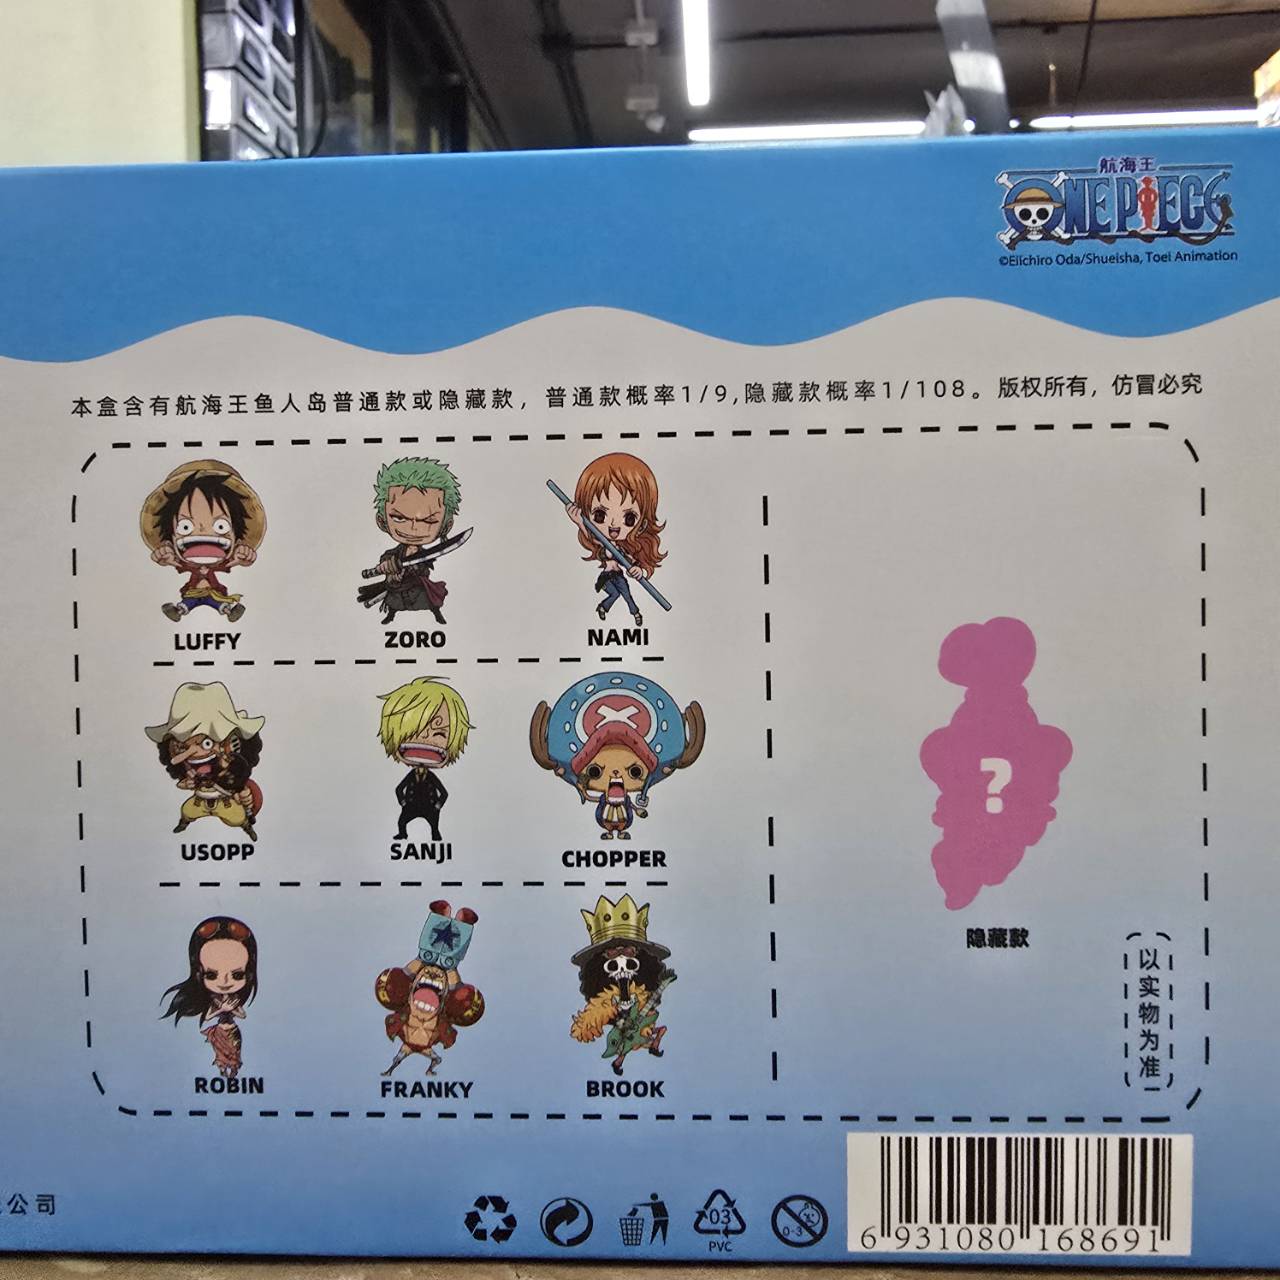 航海王
ONE PIECE
©Eiichiro Oda/Shueisha, Toei Animation
本盒含有航海王鱼人岛普通款或隐藏款，普通款概率1/9,隐藏款概率1/108。版权所有，仿冒必究
LUFFY
ZORO
NAMI
USOPP
SANJI
CHOPPER
ROBIN
FRANKY
BROOK
?
隐藏款
以实物为准
公司
03
PVC
0-3
6 931080 168691